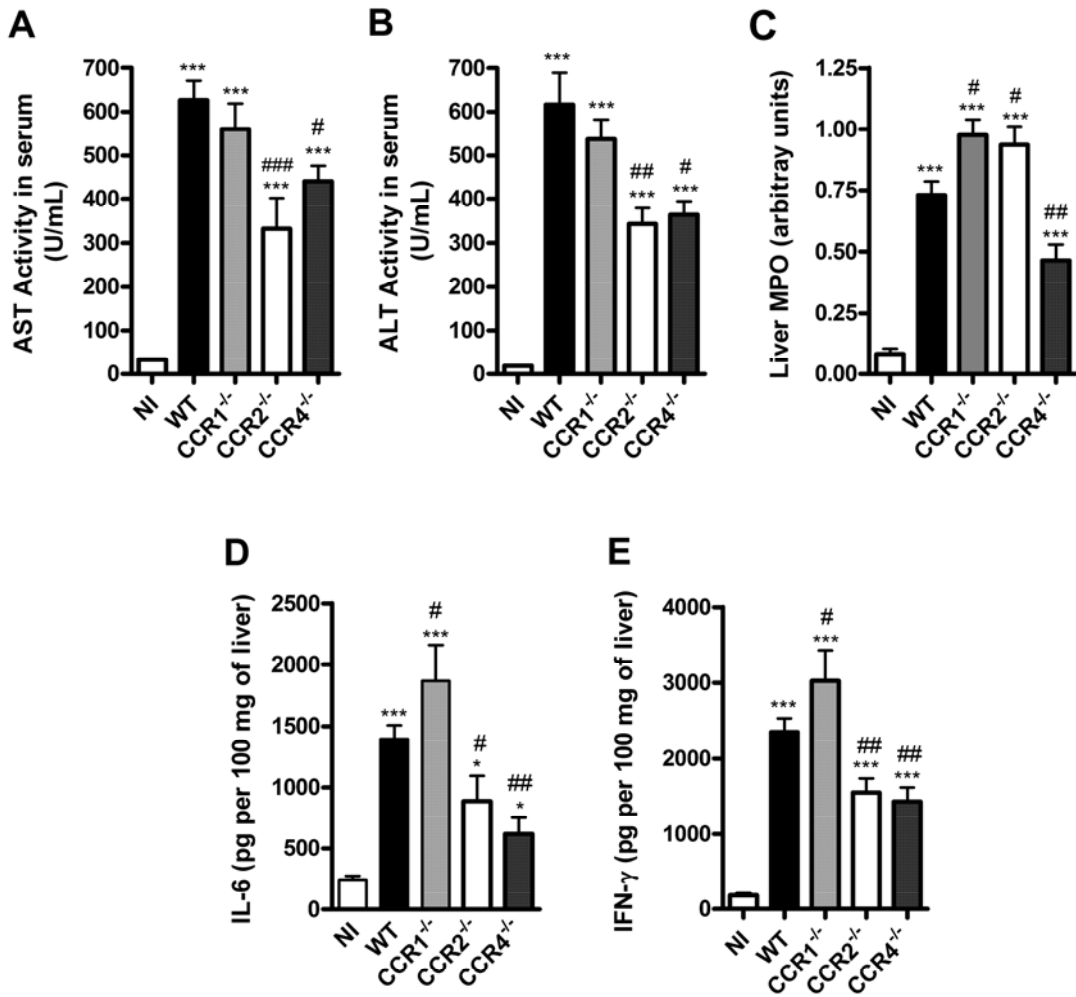 A
AST Activity in serum
(U/mL)
700
600
500
400
300
200
100
0
***
***
###
***
#
***
NI
WT
CCR1-/-
CCR2-/-
CCR4-/-
B
ALT Activity in serum
(U/mL)
700
600
500
400
300
200
100
0
***
***
##
***
#
***
NI
WT
CCR1-/-
CCR2-/-
CCR4-/-
C
Liver MPO (arbitray units)
1.25
1.00
0.75
0.50
0.25
0.00
***
#
***
#
***
##
***
NI
WT
CCR1-/-
CCR2-/-
CCR4-/-
D
IL-6 (pg per 100 mg of liver)
2500
2000
1500
1000
500
0
***
#
***
#
*
##
*
NI
WT
CCR1-/-
CCR2-/-
CCR4-/-
E
IFN-γ (pg per 100 mg of liver)
4000
3000
2000
1000
0
***
#
***
##
***
##
***
NI
WT
CCR1-/-
CCR2-/-
CCR4-/-